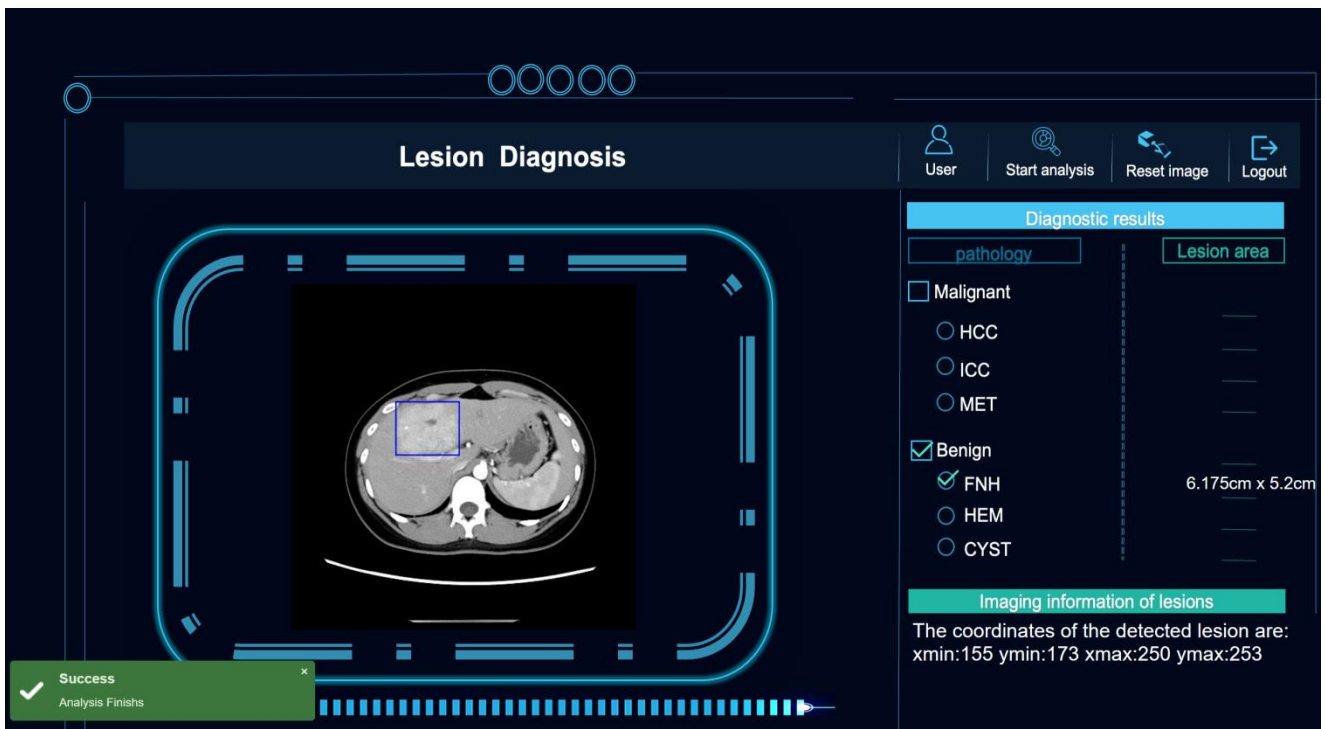 Lesion Diagnosis
User
Start analysis
Reset image
Logout
Diagnostic results
pathology
Lesion area
Malignant
HCC
ICC
MET
Benign
FNH
6.175cm x 5.2cm
HEM
CYST
Imaging information of lesions
The coordinates of the detected lesion are:
xmin:155 ymin:173 xmax:250 ymax:253
Success
×
Analysis Finishs